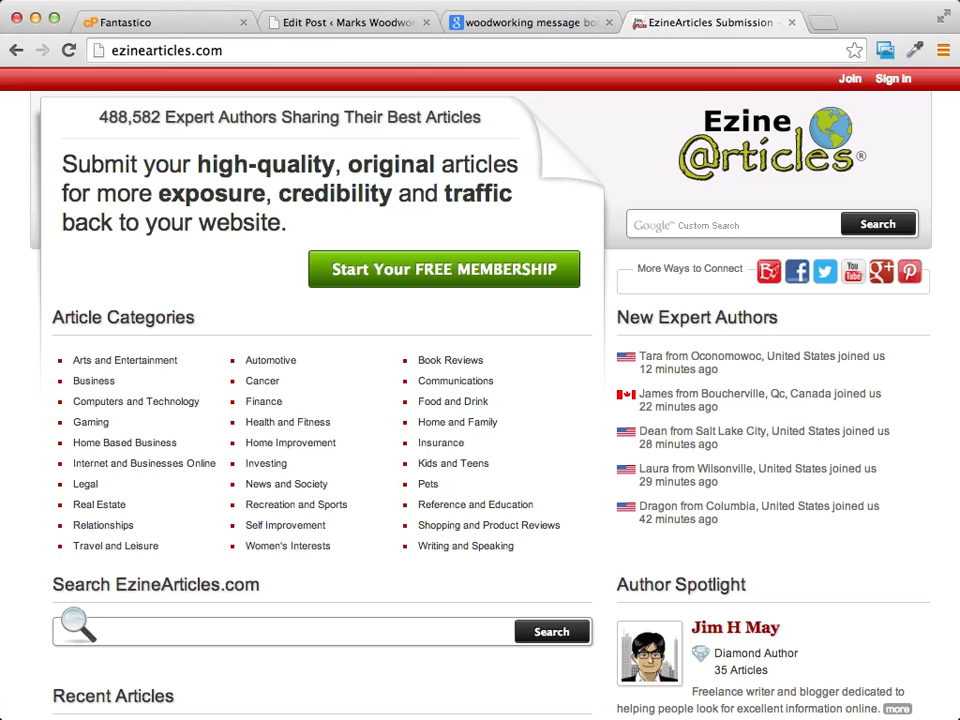 Fantastico
Edit Post ‹ Marks Woodwo
woodworking message bo
EzineArticles Submission -
ezinearticles.com
Join Sign In
488,582 Expert Authors Sharing Their Best Articles
Submit your high-quality, original articles
for more exposure, credibility and traffic
back to your website.
Start Your FREE MEMBERSHIP
Ezine
@rticles®
Google™ Custom Search
Search
More Ways to Connect
You
Tube
Article Categories
Arts and Entertainment
Automotive
Book Reviews
Business
Cancer
Communications
Computers and Technology
Finance
Food and Drink
Gaming
Health and Fitness
Home and Family
Home Based Business
Home Improvement
Insurance
Internet and Businesses Online
Investing
Kids and Teens
Legal
News and Society
Pets
Real Estate
Recreation and Sports
Reference and Education
Relationships
Self Improvement
Shopping and Product Reviews
Travel and Leisure
Women's Interests
Writing and Speaking
New Expert Authors
Tara from Oconomowoc, United States joined us
12 minutes ago
James from Boucherville, Qc, Canada joined us
22 minutes ago
Dean from Salt Lake City, United States joined us
28 minutes ago
Laura from Wilsonville, United States joined us
29 minutes ago
Dragon from Columbia, United States joined us
42 minutes ago
Search EzineArticles.com
Search
Recent Articles
Author Spotlight
Jim H May
Diamond Author
35 Articles
Freelance writer and blogger dedicated to
helping people look for excellent information online. more